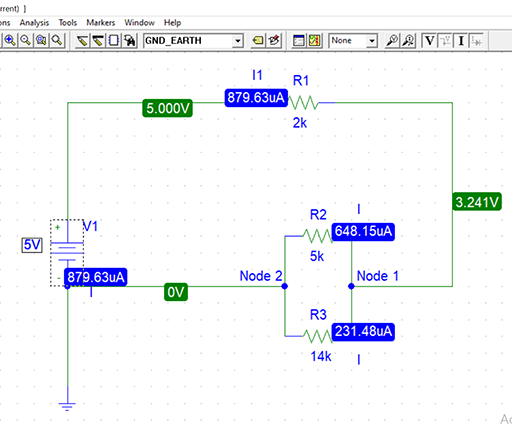 rrent) ]
ons Analysis Tools Markers Window Help
GND_EARTH None V I
I1
R1
5.000V 879.63uA
2k
3.241V
V1 R2 I
+ 648.15uA
5V 5k
879.63uA Node 2 Node 1
- I 0V
R3
231.48uA
14k I
Ac